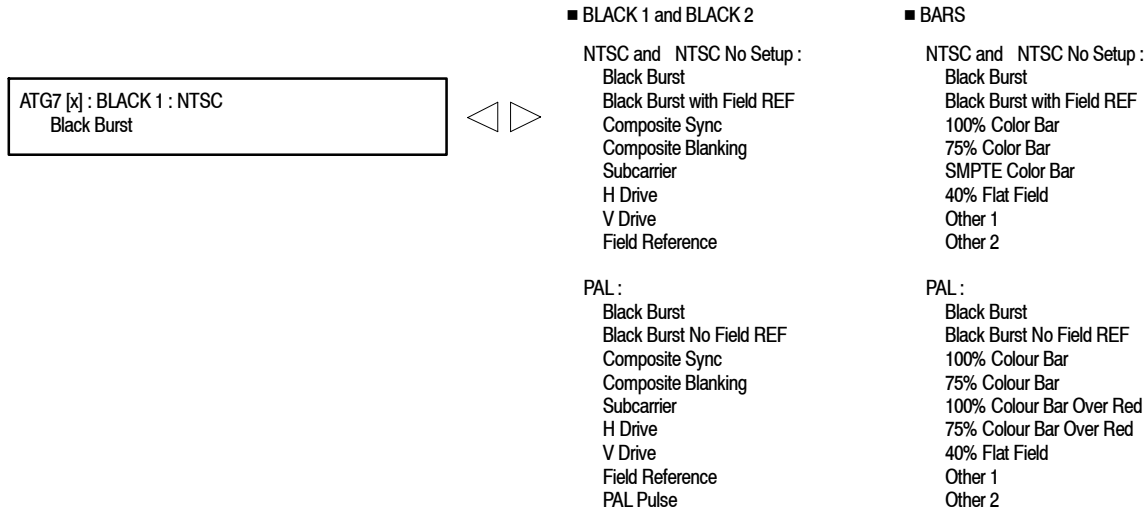 ATG7 [x] : BLACK 1 : NTSC
Black Burst
■ BLACK 1 and BLACK 2
NTSC and NTSC No Setup :
Black Burst
Black Burst with Field REF
Composite Sync
Composite Blanking
Subcarrier
H Drive
V Drive
Field Reference
PAL :
Black Burst
Black Burst No Field REF
Composite Sync
Composite Blanking
Subcarrier
H Drive
V Drive
Field Reference
PAL Pulse
■ BARS
NTSC and NTSC No Setup :
Black Burst
Black Burst with Field REF
100% Color Bar
75% Color Bar
SMPTE Color Bar
40% Flat Field
Other 1
Other 2
PAL :
Black Burst
Black Burst No Field REF
100% Colour Bar
75% Colour Bar
100% Colour Bar Over Red
75% Colour Bar Over Red
40% Flat Field
Other 1
Other 2